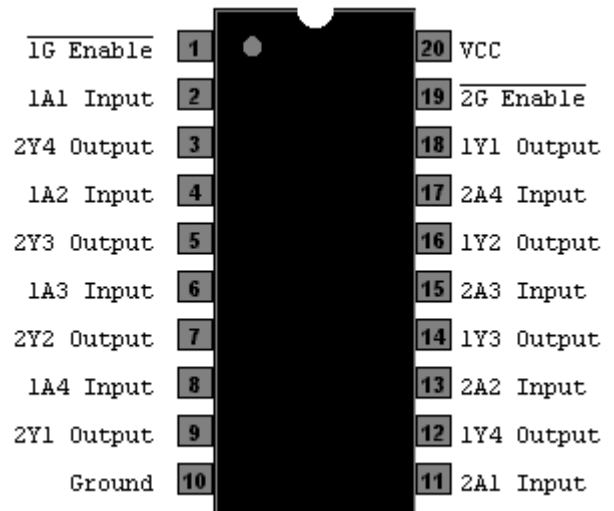 1G Enable 1 20 VCC
1A1 Input 2 19 2G Enable
2Y4 Output 3 18 1Y1 Output
1A2 Input 4 17 2A4 Input
2Y3 Output 5 16 1Y2 Output
1A3 Input 6 15 2A3 Input
2Y2 Output 7 14 1Y3 Output
1A4 Input 8 13 2A2 Input
2Y1 Output 9 12 1Y4 Output
Ground 10 11 2A1 Input